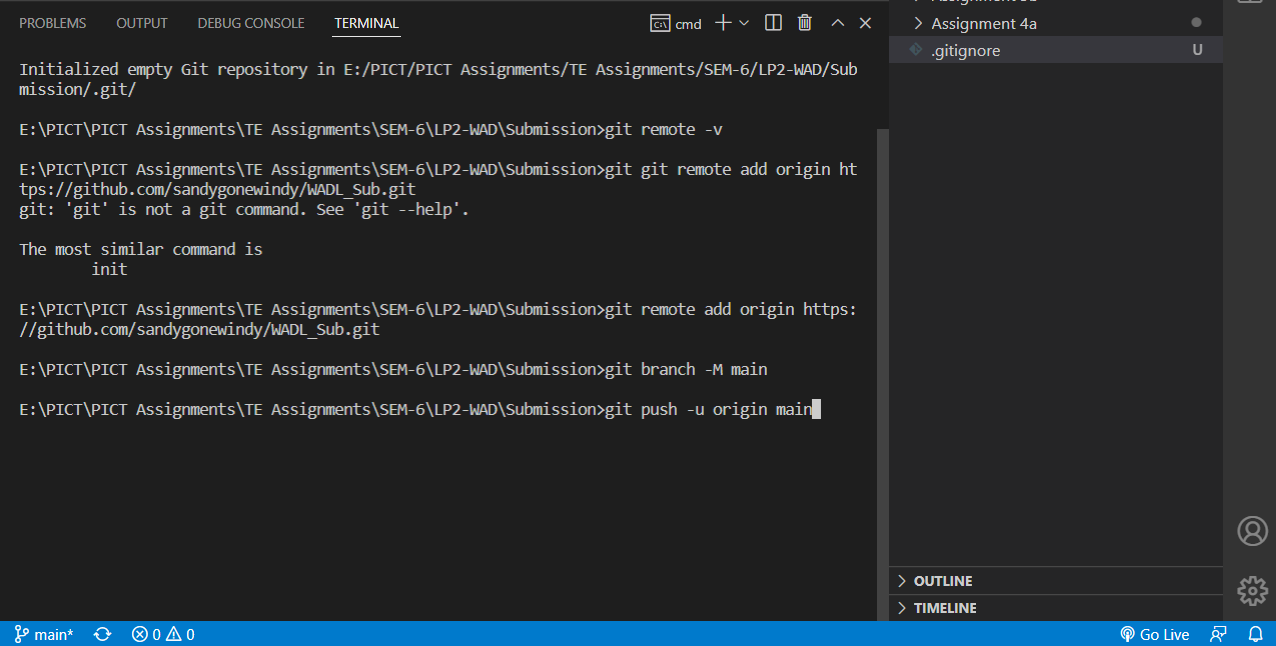 PROBLEMS OUTPUT DEBUG CONSOLE TERMINAL cmd
Initialized empty Git repository in E:/PICT/PICT Assignments/TE Assignments/SEM-6/LP2-WAD/Sub
mission/.git/
E:\PICT\PICT Assignments\TE Assignments\SEM-6\LP2-WAD\Submission>git remote -v
E:\PICT\PICT Assignments\TE Assignments\SEM-6\LP2-WAD\Submission>git git remote add origin ht
tps://github.com/sandygonewindy/WADL_Sub.git
git: 'git' is not a git command. See 'git --help'.
The most similar command is
init
E:\PICT\PICT Assignments\TE Assignments\SEM-6\LP2-WAD\Submission>git remote add origin https:
//github.com/sandygonewindy/WADL_Sub.git
E:\PICT\PICT Assignments\TE Assignments\SEM-6\LP2-WAD\Submission>git branch -M main
E:\PICT\PICT Assignments\TE Assignments\SEM-6\LP2-WAD\Submission>git push -u origin main
Assignment 4a
.gitignore U
OUTLINE
TIMELINE
main* 0 0 Go Live